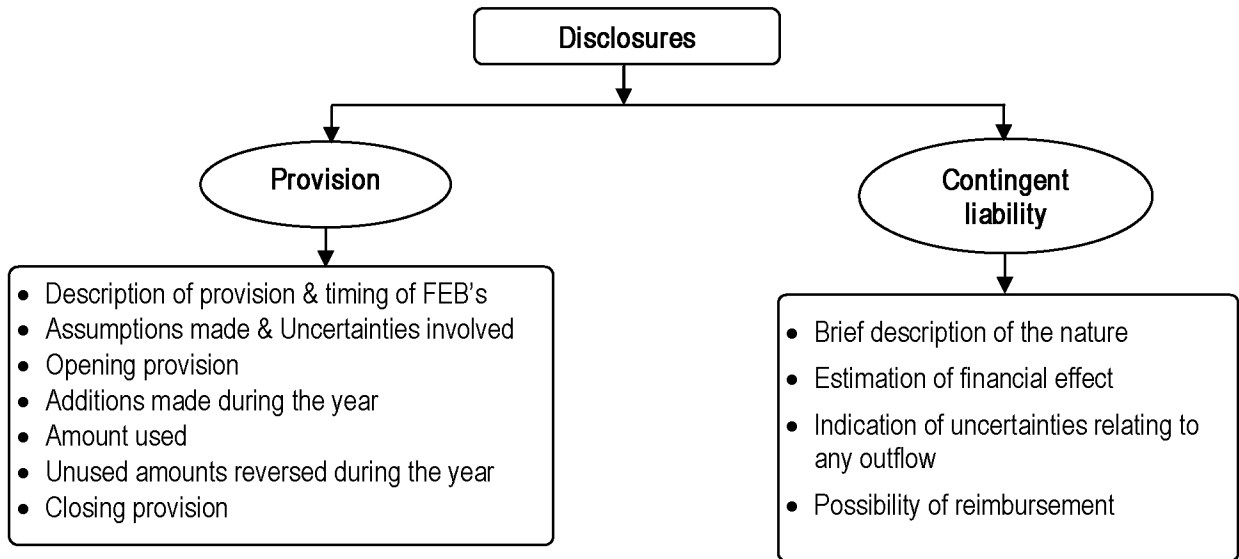 Disclosures
Provision
• Description of provision & timing of FEB's
• Assumptions made & Uncertainties involved
• Opening provision
• Additions made during the year
• Amount used
• Unused amounts reversed during the year
• Closing provision
Contingent
liability
• Brief description of the nature
• Estimation of financial effect
• Indication of uncertainties relating to
any outflow
• Possibility of reimbursement